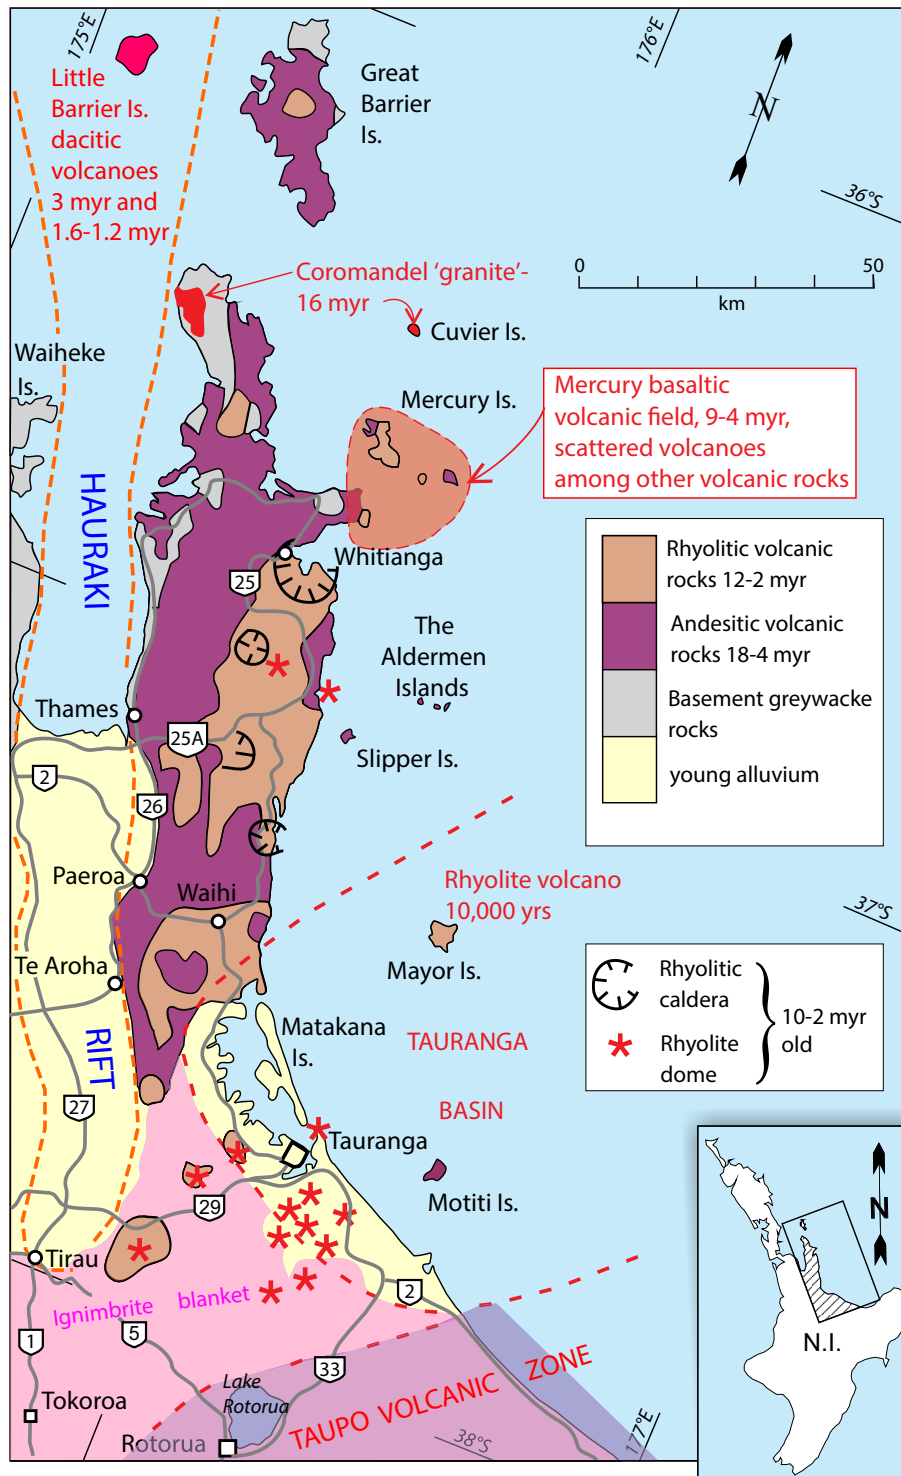 175°E
176°E
Little
Barrier Is.
dacitic
volcanoes
3 myr and
1.6-1.2 myr
Great
Barrier
Is.
N
36°S
0
50
km
Coromandel ‘granite’-
16 myr
Cuvier Is.
Waiheke
Is.
Mercury Is.
Mercury basaltic
volcanic field, 9-4 myr,
scattered volcanoes
among other volcanic rocks
HAURAKI
Whitianga
25
Rhyolitic volcanic
rocks 12-2 myr
Andesitic volcanic
rocks 18-4 myr
Basement greywacke
rocks
young alluvium
The
Aldermen
Islands
Thames
25A
Slipper Is.
2
26
Paeroa
Waihi
Rhyolite volcano
10,000 yrs
37°S
Mayor Is.
Te Aroha
Rhyolitic
caldera
Rhyolite
dome
10-2 myr
old
Matakana
Is.
TAURANGA
BASIN
RIFT
27
Tauranga
Motiti Is.
29
Tirau
Ignimbrite blanket
2
1
5
33
TAUPO VOLCANIC ZONE
Lake
Rotorua
Tokoroa
Rotorua
38°S
177°E
N
N.I.